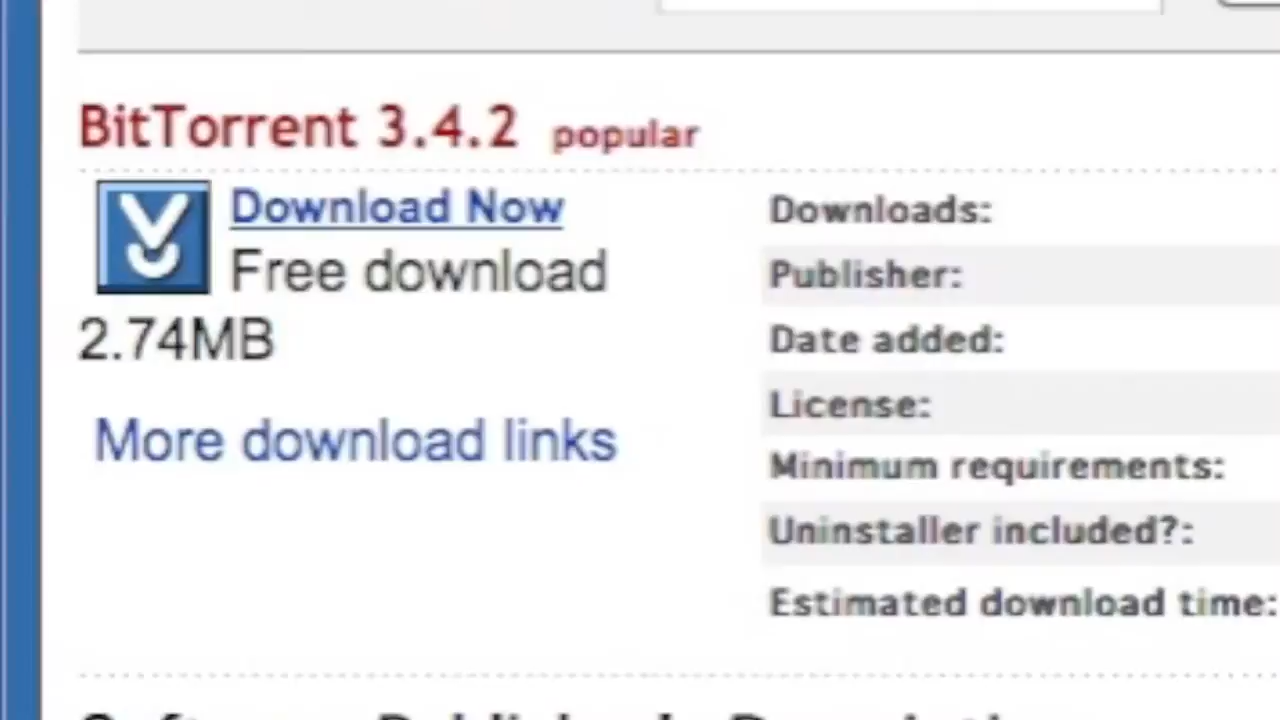 BitTorrent 3.4.2 popular
Download Now
Free download
2.74MB
More download links
Downloads:
Publisher:
Date added:
License:
Minimum requirements:
Uninstaller included?:
Estimated download time: